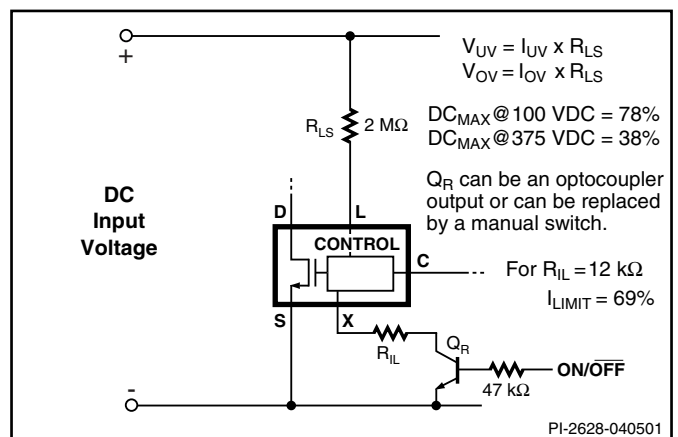 +
V_UV = I_UV x R_LS
V_OV = I_OV x R_LS
R_LS 2 MΩ
DC_MAX@100 VDC = 78%
DC_MAX@375 VDC = 38%
Q_R can be an optocoupler
output or can be replaced
by a manual switch.
DC
Input
Voltage
D L
CONTROL
C
For R_IL = 12 kΩ
I_LIMIT = 69%
S X
R_IL
Q_R
47 kΩ
ON/O̅F̅F̅
-
PI-2628-040501